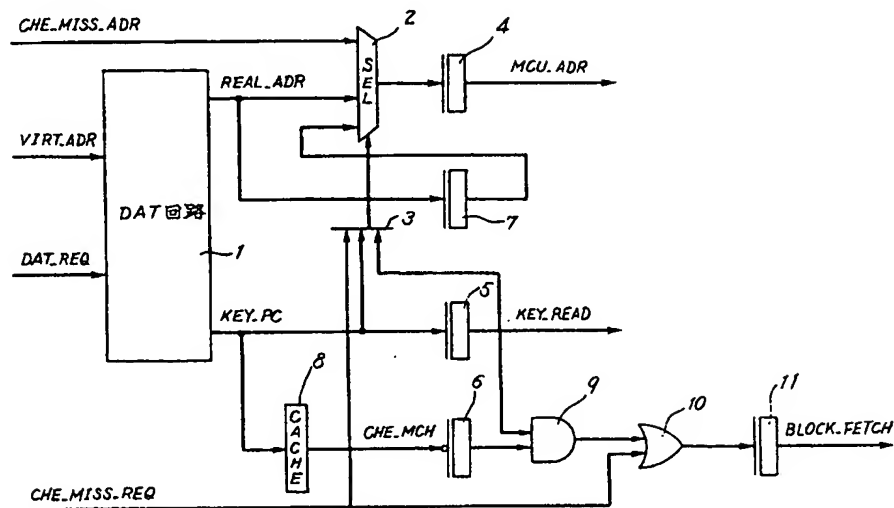 CHE_MISS_ADR
2
4
SEL
MCU_ADR
REAL_ADR
VIRT_ADR
DAT回路
1
3
7
DAT_REQ
5
KEY_PC
KEY_READ
8
6
9
10
11
CACHE
CHE_MCH
BLOCK_FETCH
CHE_MISS_REQ